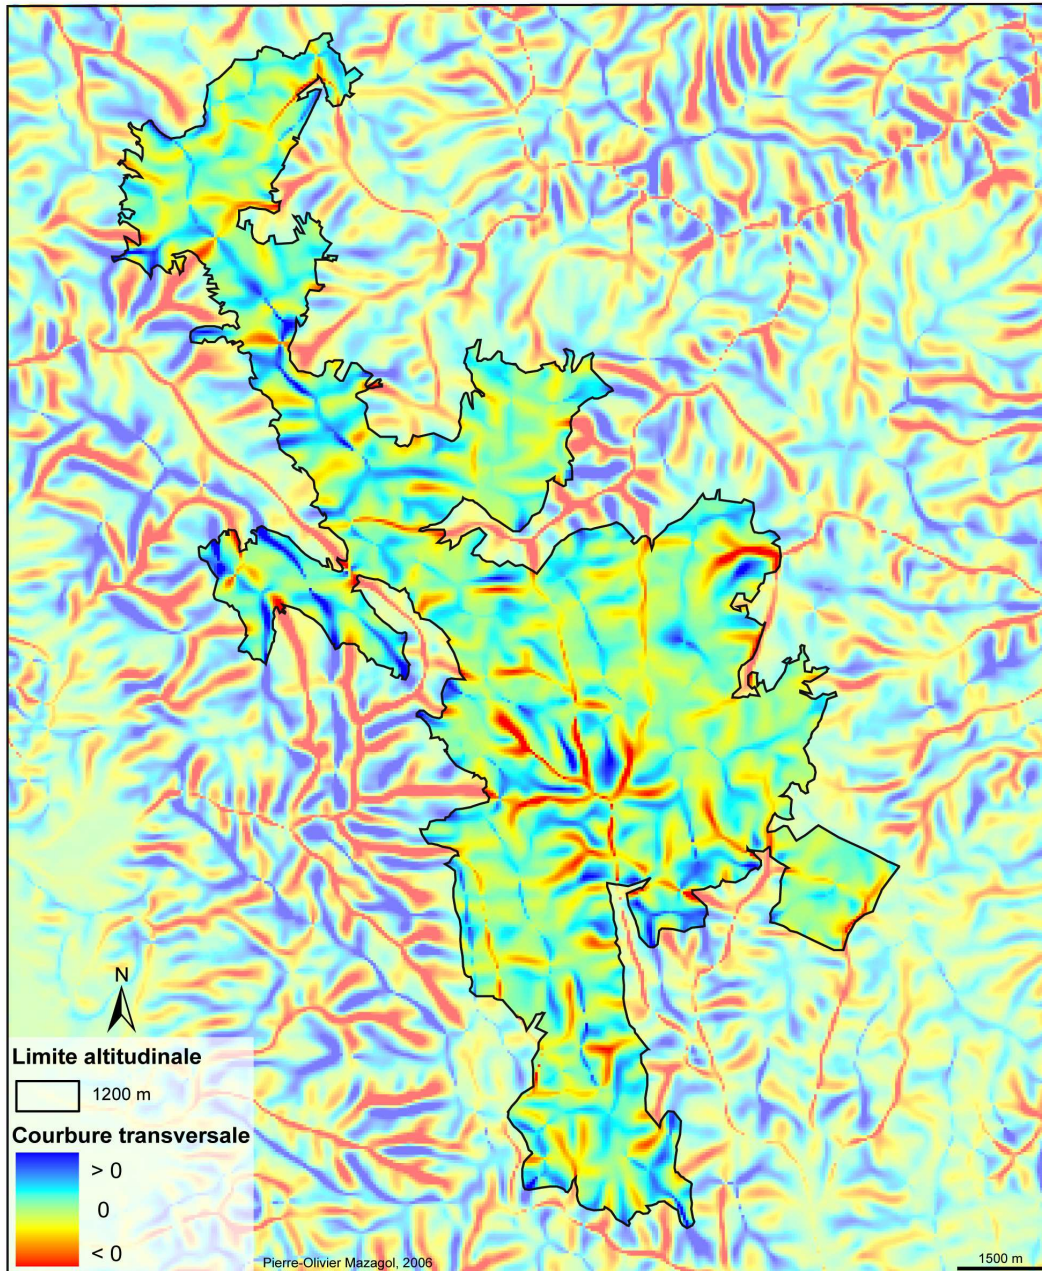 N
Limite altitudinale
1200 m
Courbure transversale
> 0
0
< 0
Pierre-Olivier Mazagol, 2006
1500 m